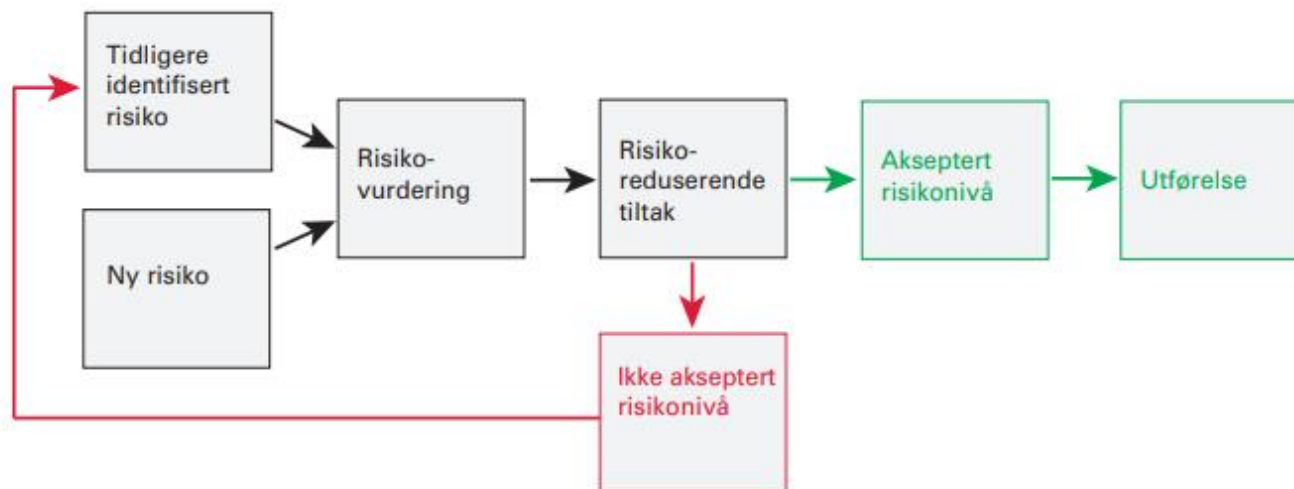 Tidligere
identifisert
risiko
Ny risiko
Risiko-
vurdering
Risiko-
reduserende
tiltak
Akseptert
risikonivå
Utførelse
Ikke akseptert
risikonivå